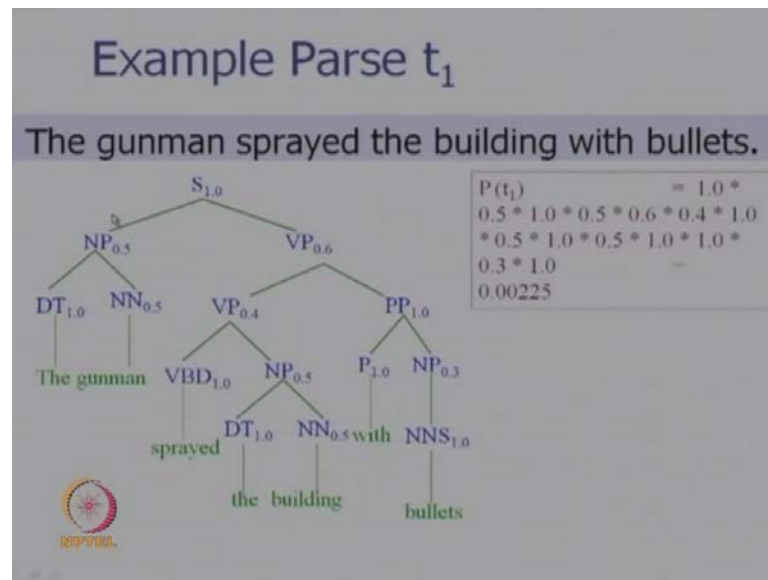 Example Parse t₁
The gunman sprayed the building with bullets.
S₁.₀
NP₀.₅ VP₀.₆
DT₁.₀ NN₀.₅ VP₀.₄ PP₁.₀
The gunman VBD₁.₀ NP₀.₅ P₁.₀ NP₀.₃
sprayed DT₁.₀ NN₀.₅ with NNS₁.₀
the building bullets
P(t₁) = 1.0 *
0.5 * 1.0 * 0.5 * 0.6 * 0.4 * 1.0
* 0.5 * 1.0 * 0.5 * 1.0 * 1.0 *
0.3 * 1.0 =
0.00225
NPTEL